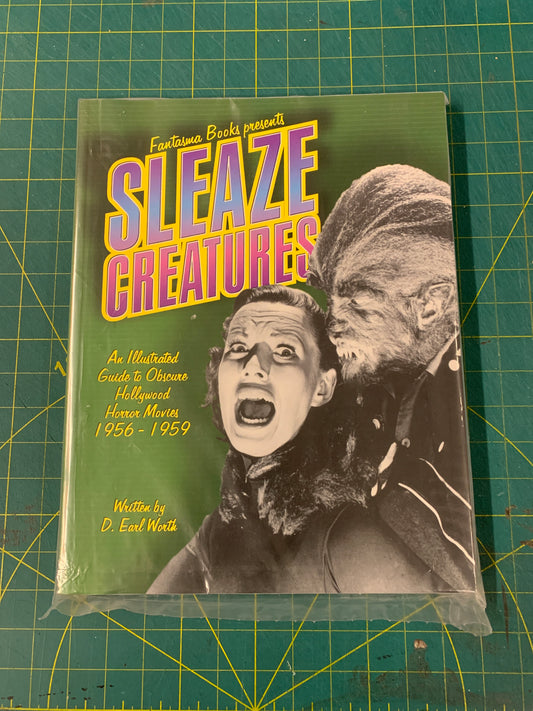 Fantasma Books presents
SLEAZE
CREATURES
An Illustrated
Guide to Obscure
Hollywood
Horror Movies
1956 - 1959
Written by
D. Earl Worth